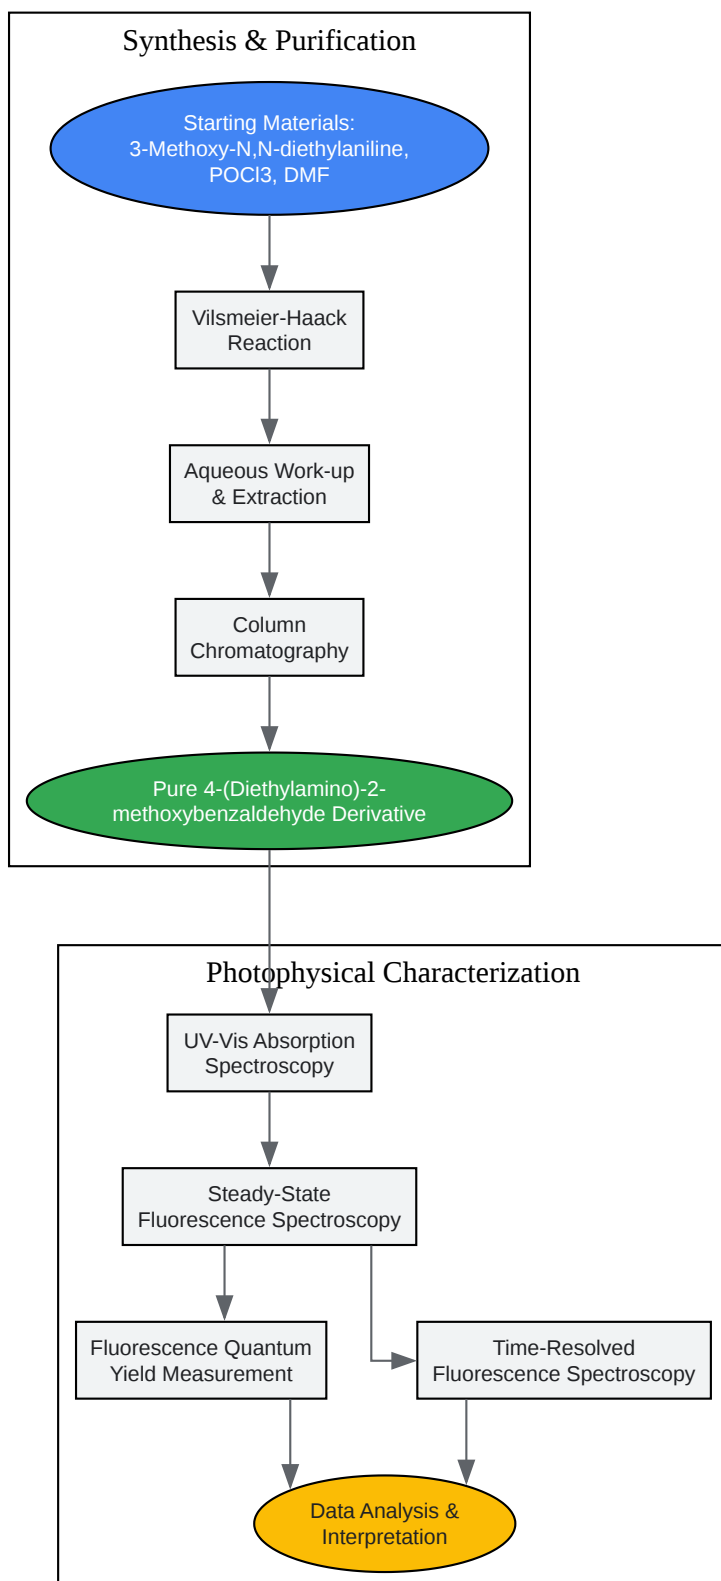 Synthesis & Purification
Starting Materials:
3-Methoxy-N,N-diethylaniline,
POCl3, DMF
Vilsmeier-Haack
Reaction
Aqueous Work-up
& Extraction
Column
Chromatography
Pure 4-(Diethylamino)-2-
methoxybenzaldehyde Derivative
Photophysical Characterization
UV-Vis Absorption
Spectroscopy
Steady-State
Fluorescence Spectroscopy
Fluorescence Quantum
Yield Measurement
Time-Resolved
Fluorescence Spectroscopy
Data Analysis &
Interpretation